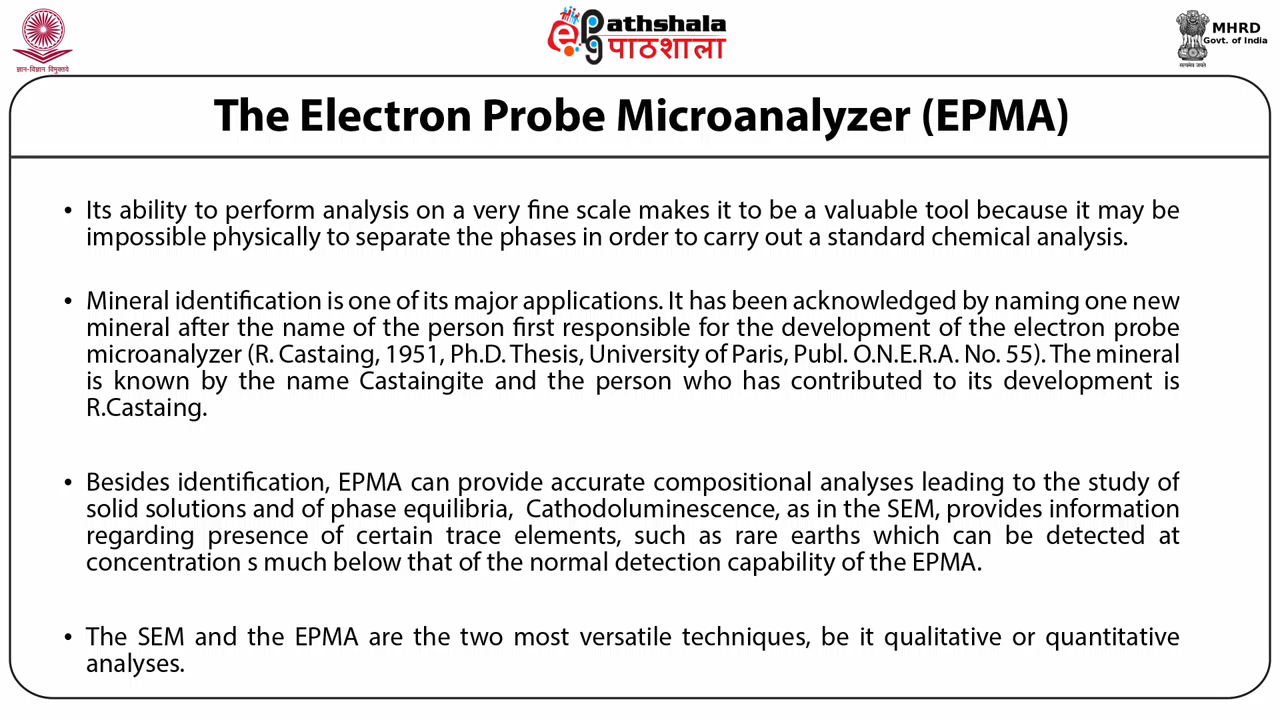 ज्ञान-विज्ञान विमुक्तये
ePg
athshala
पाठशाला
MHRD
Govt. of India
सत्यमेव जयते
The Electron Probe Microanalyzer (EPMA)
• Its ability to perform analysis on a very fine scale makes it to be a valuable tool because it may be
impossible physically to separate the phases in order to carry out a standard chemical analysis.
• Mineral identification is one of its major applications. It has been acknowledged by naming one new
mineral after the name of the person first responsible for the development of the electron probe
microanalyzer (R. Castaing, 1951, Ph.D. Thesis, University of Paris, Publ. O.N.E.R.A. No. 55). The mineral
is known by the name Castaingite and the person who has contributed to its development is
R.Castaing.
• Besides identification, EPMA can provide accurate compositional analyses leading to the study of
solid solutions and of phase equilibria, Cathodoluminescence, as in the SEM, provides information
regarding presence of certain trace elements, such as rare earths which can be detected at
concentration s much below that of the normal detection capability of the EPMA.
• The SEM and the EPMA are the two most versatile techniques, be it qualitative or quantitative
analyses.